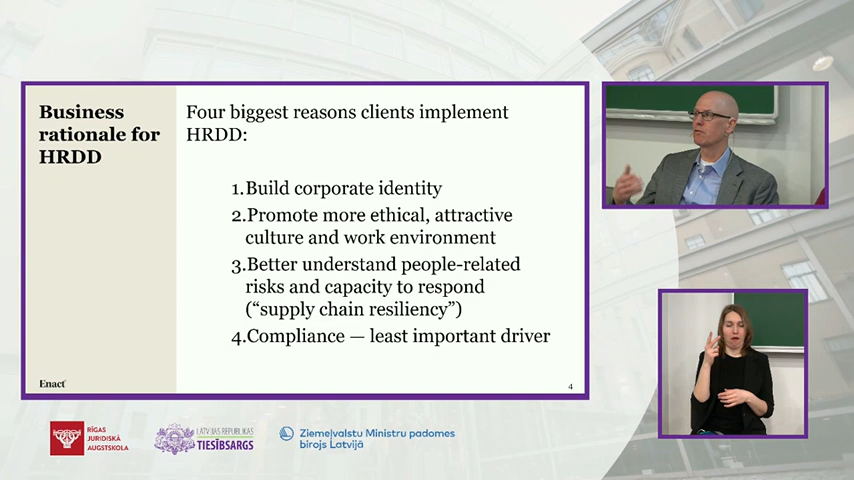 Business
rationale for
HRDD
Four biggest reasons clients implement
HRDD:
1.Build corporate identity
2.Promote more ethical, attractive
culture and work environment
3.Better understand people-related
risks and capacity to respond
(“supply chain resiliency”)
4.Compliance — least important driver
Enact
4
RĪGAS
JURIDISKĀ
AUGSTSKOLA
LATVIJAS REPUBLIKAS
TIESĪBSARGS
Ziemeļvalstu Ministru padomes
birojs Latvijā